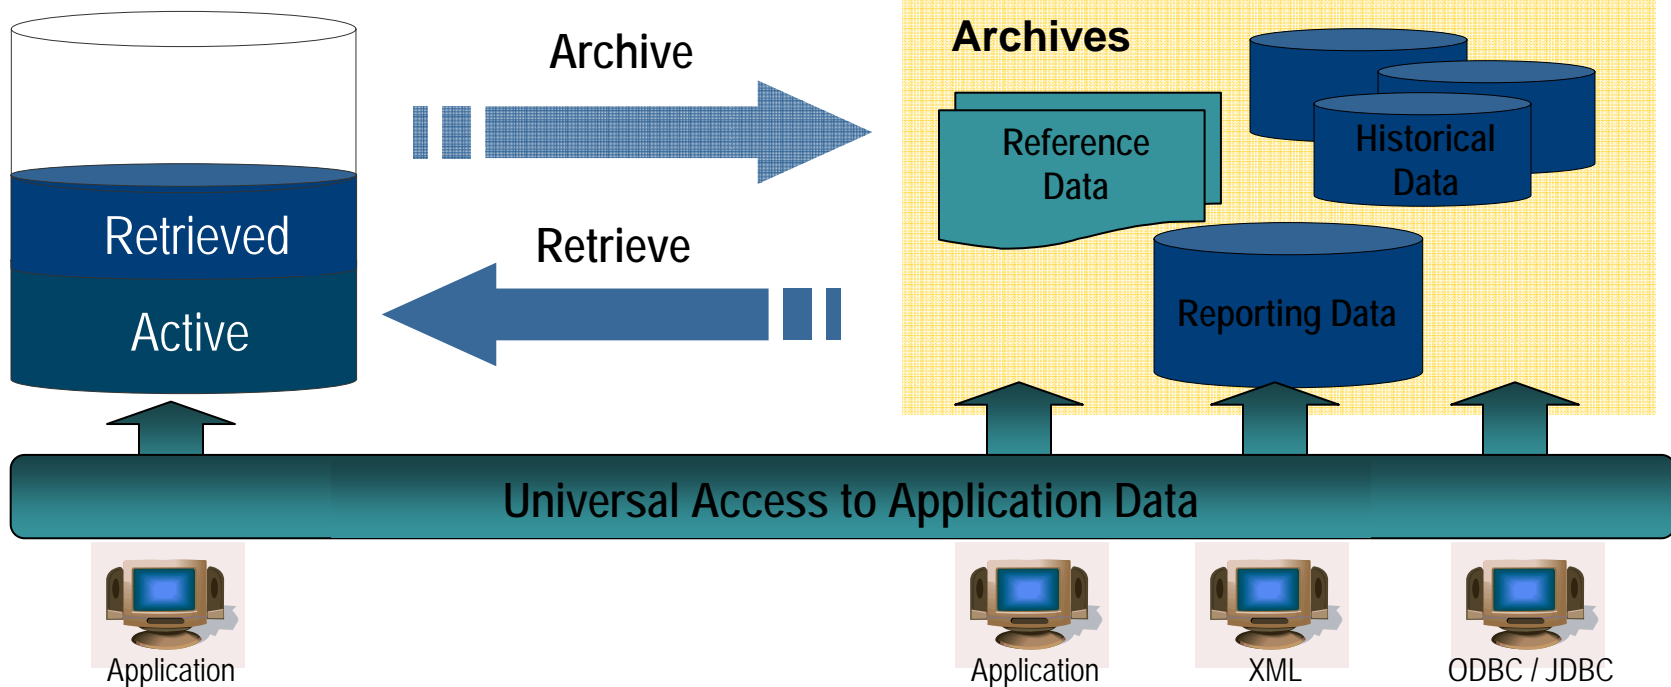 Archive
Archives
Reference
Data
Historical
Data
Retrieved
Retrieve
Active
Reporting Data
Universal Access to Application Data
Application
Application
XML
ODBC / JDBC